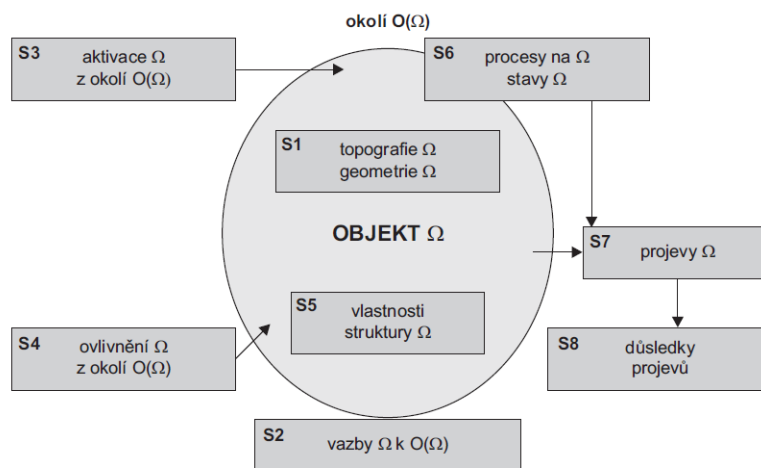 okolí O(Ω)
S3 aktivace Ω
z okolí O(Ω)
S6 procesy na Ω
stavy Ω
S1 topografie Ω
geometrie Ω
OBJEKT Ω
S7 projevy Ω
S5 vlastnosti
struktury Ω
S4 ovlivnění Ω
z okolí O(Ω)
S8 důsledky
projevů
S2 vazby Ω k O(Ω)